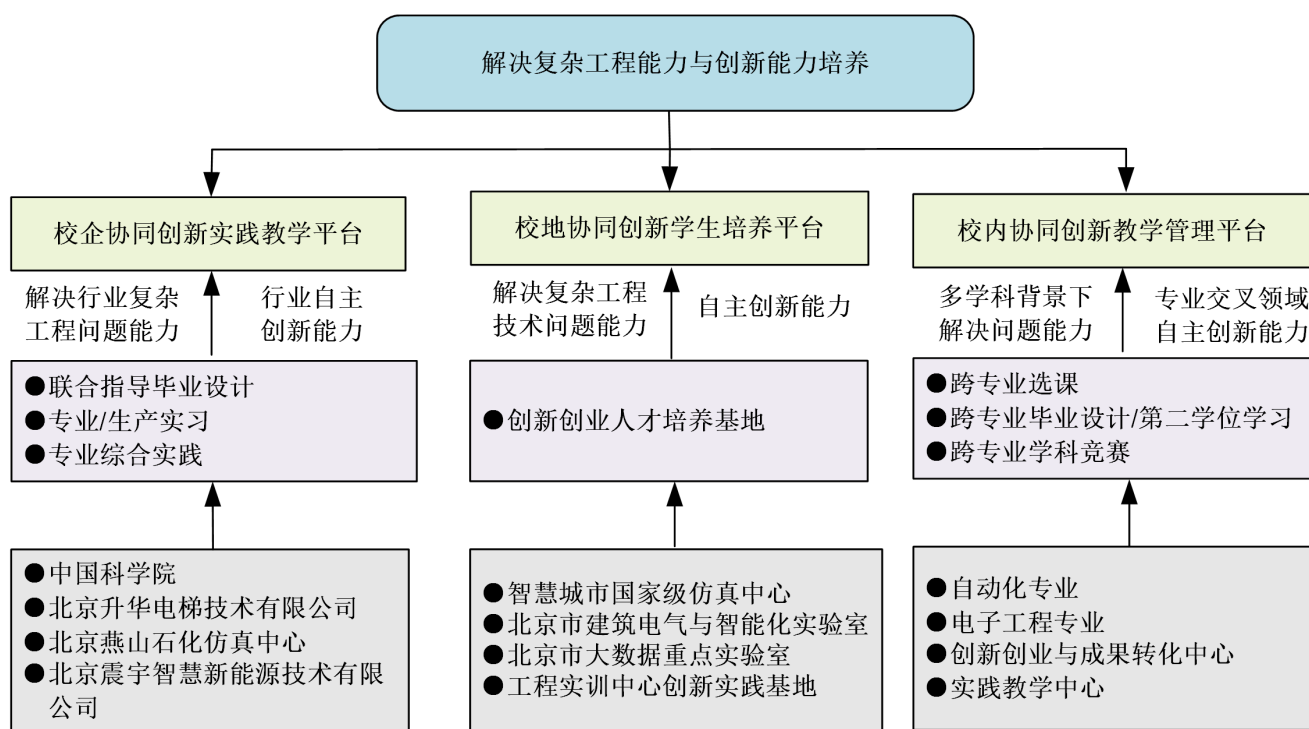 解决复杂工程能力与创新能力培养
校企协同创新实践教学平台
校地协同创新学生培养平台
校内协同创新教学管理平台
解决行业复杂
工程问题能力
行业自主
创新能力
解决复杂工程
技术问题能力
自主创新能力
多学科背景下
解决问题能力
专业交叉领域
自主创新能力
●联合指导毕业设计
●专业/生产实习
●专业综合实践
●创新创业人才培养基地
●跨专业选课
●跨专业毕业设计/第二学位学习
●跨专业学科竞赛
●中国科学院
●北京升华电梯技术有限公司
●北京燕山石化仿真中心
●北京震宇智慧新能源技术有限
公司
●智慧城市国家级仿真中心
●北京市建筑电气与智能化实验室
●北京市大数据重点实验室
●工程实训中心创新实践基地
●自动化专业
●电子工程专业
●创新创业与成果转化中心
●实践教学中心